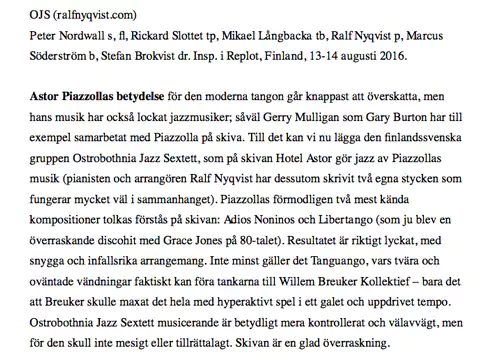 OJS (ralfnyqvist.com)
Peter Nordwall s, fl, Rickard Slottet tp, Mikael Långbacka tb, Ralf Nyqvist p, Marcus
Söderström b, Stefan Brokvist dr. Insp. i Replot, Finland, 13-14 augusti 2016.
Astor Piazzollas betydelse för den moderna tangon går knappast att överskatta, men
hans musik har också lockat jazzmusiker; såväl Gerry Mulligan som Gary Burton har till
exempel samarbetat med Piazzolla på skiva. Till det kan vi nu lägga den finlandssvenska
gruppen Ostrobothnia Jazz Sextett, som på skivan Hotel Astor gör jazz av Piazzollas
musik (pianisten och arrangören Ralf Nyqvist har dessutom skrivit två egna stycken som
fungerar mycket väl i sammanhanget). Piazzollas förmodligen två mest kända
kompositioner tolkas förstås på skivan: Adios Noninos och Libertango (som ju blev en
överraskande discohit med Grace Jones på 80-talet). Resultatet är riktigt lyckat, med
snygga och infallsrika arrangemang. Inte minst gäller det Tanguango, vars tvära och
oväntade vändningar faktiskt kan föra tankarna till Willem Breuker Kollektief – bara det
att Breuker skulle maxat det hela med hyperaktivt spel i ett galet och uppdrivet tempo.
Ostrobothnia Jazz Sextett musicerande är betydligt mera kontrollerat och välavvägt, men
för den skull inte mesigt eller tillrättalagt. Skivan är en glad överraskning.